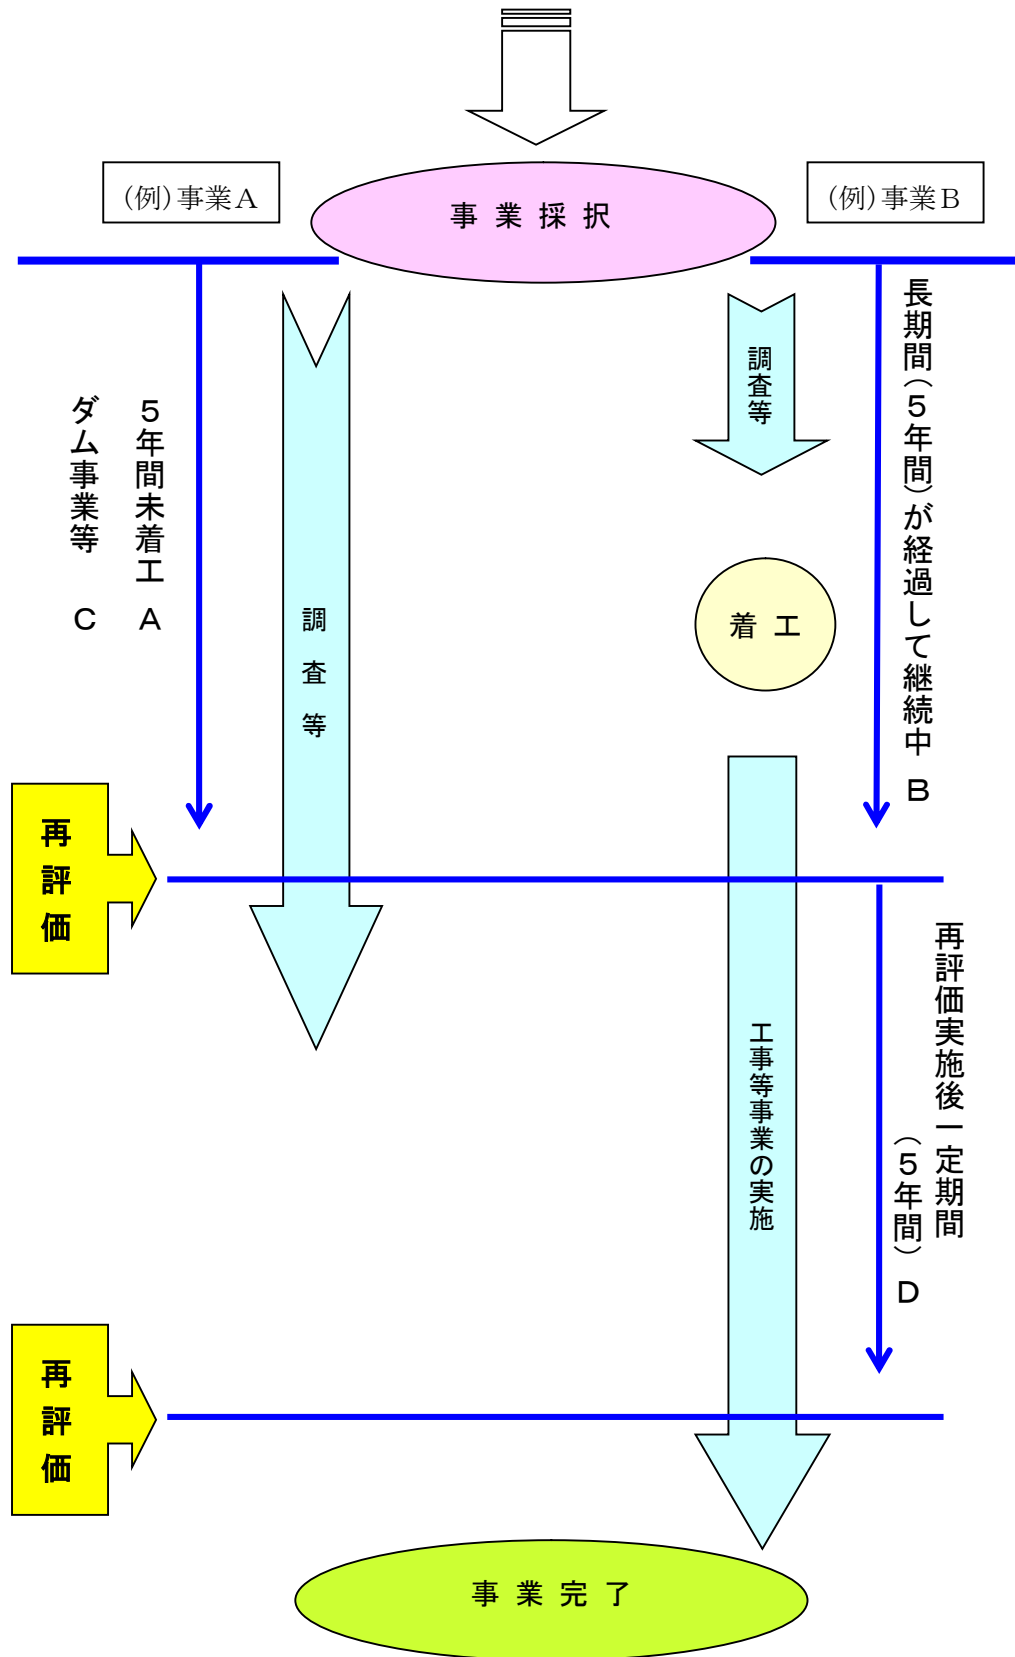 (例)事業A
事業採択
(例)事業B
調査等
長期間(5年間)が経過して継続中 B
5年間未着工 A
ダム事業等 C
調査等
着工
再評価
再評価実施後一定期間
(5年間) D
工事等事業の実施
再評価
事業完了